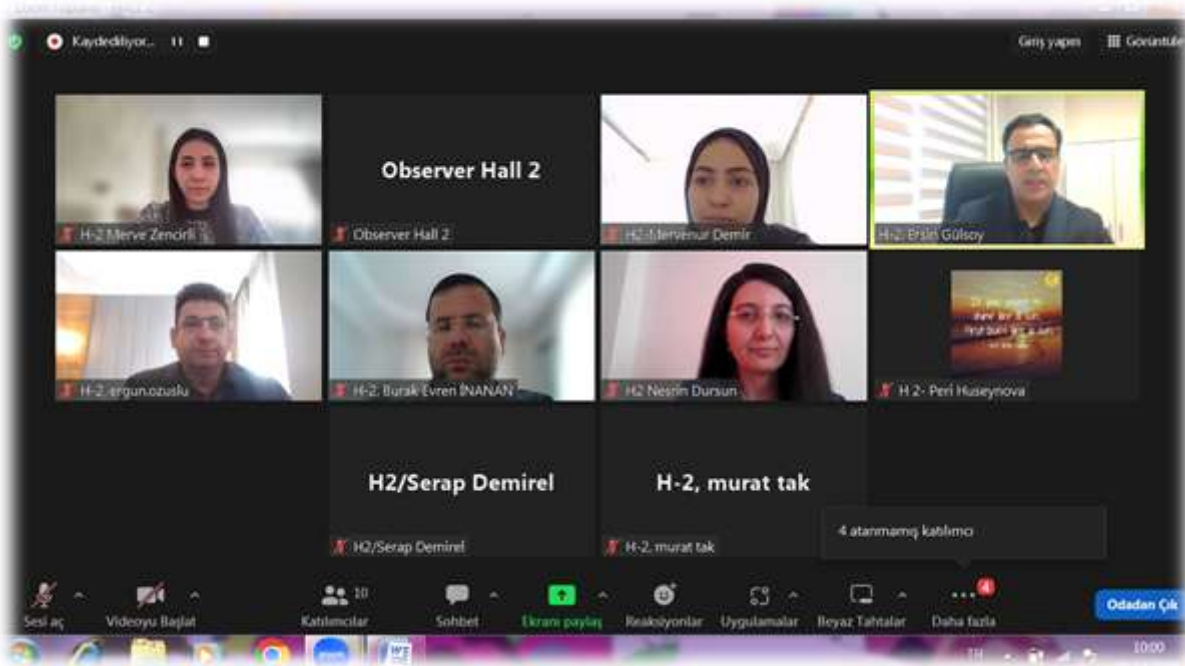 Kaydediliyor...
Giriş yapın
Görüntüle
H-2 Merve Zencirli
Observer Hall 2
Observer Hall 2
H2-Mervenur Demir
H-2. Ersin Gülsoy
H-2. ergun.ozuslu
H-2. Burak Evren İNANAN
H2 Nesrin Dursun
H 2- Peri Huseynova
H2/Serap Demirel
H2/Serap Demirel
H-2, murat tak
H-2, murat tak
4 atanmamış katılımcı
Sesi aç
Videoyu Başlat
10
Katılımcılar
Sohbet
Ekranı paylaş
Reaksiyonlar
Uygulamalar
Beyaz Tahtalar
4
Daha fazla
Odadan Çık
zoom
TR
10:00